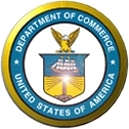 DEPARTMENT OF COMMERCE
UNITED STATES OF AMERICA